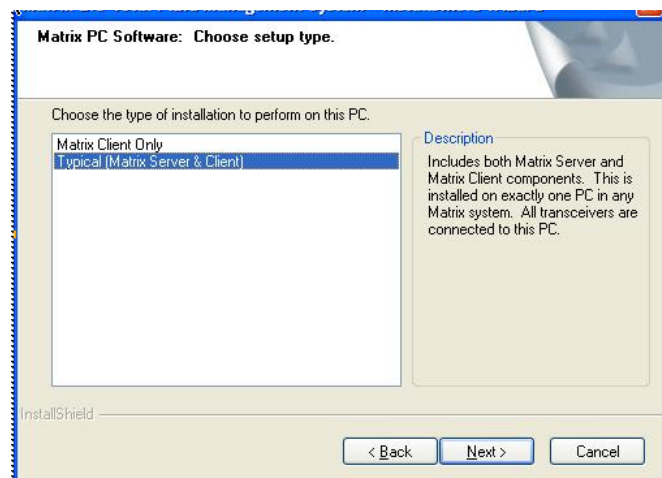 Matrix PC Software: Choose setup type.
Choose the type of installation to perform on this PC.
Matrix Client Only
Typical (Matrix Server & Client)
Description
Includes both Matrix Server and
Matrix Client components. This is
installed on exactly one PC in any
Matrix system. All transceivers are
connected to this PC.
InstallShield
< Back
Next >
Cancel